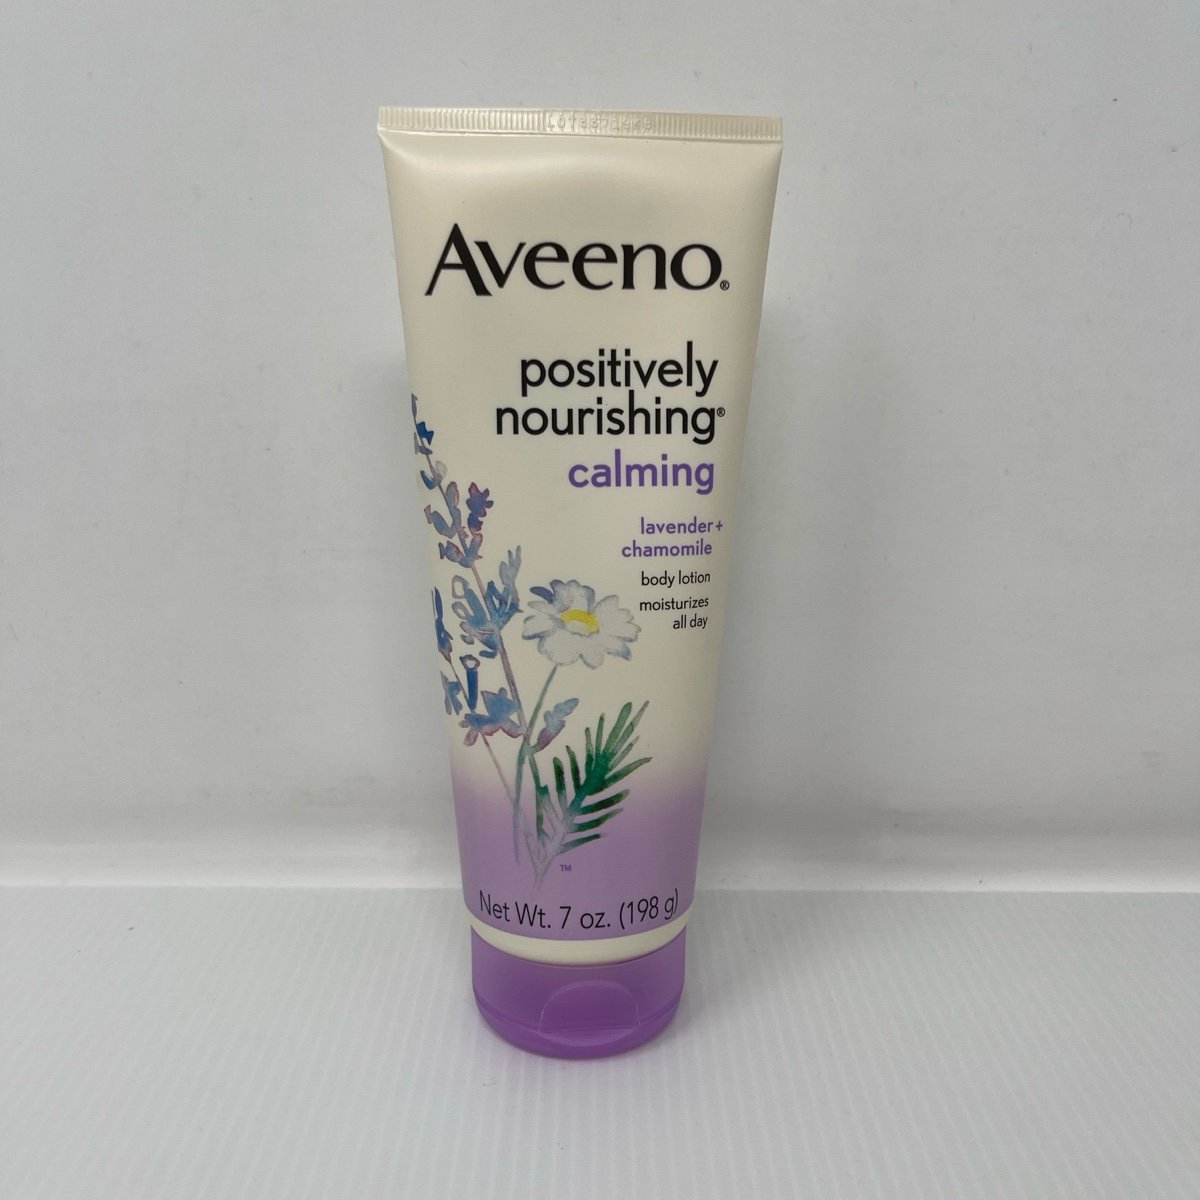 Aveeno®
positively
nourishing®
calming
lavender +
chamomile
body lotion
moisturizes
all day
™
Net Wt. 7 oz. (198 g)